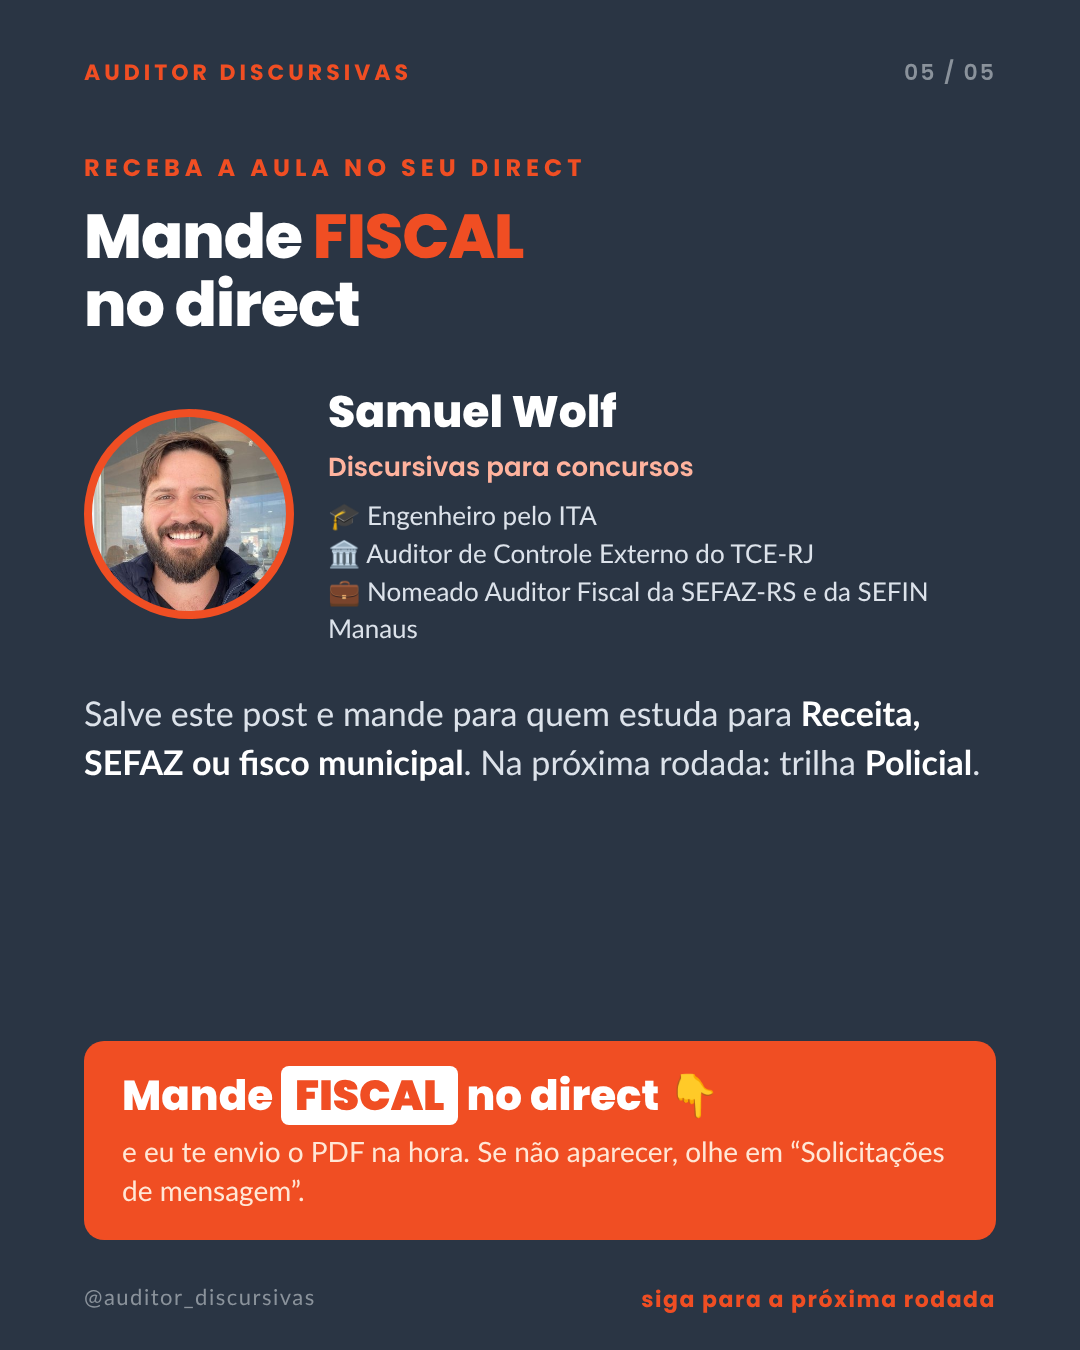 AUDITOR DISCURSIVAS
05 / 05
RECEBA A AULA NO SEU DIRECT
Mande FISCAL
no direct
Samuel Wolf
Discursivas para concursos
🎓 Engenheiro pelo ITA
🏛️ Auditor de Controle Externo do TCE-RJ
💼 Nomeado Auditor Fiscal da SEFAZ-RS e da SEFIN
Manaus
Salve este post e mande para quem estuda para Receita,
SEFAZ ou fisco municipal. Na próxima rodada: trilha Policial.
Mande FISCAL no direct 👇
e eu te envio o PDF na hora. Se não aparecer, olhe em “Solicitações
de mensagem”.
@auditor_discursivas
siga para a próxima rodada